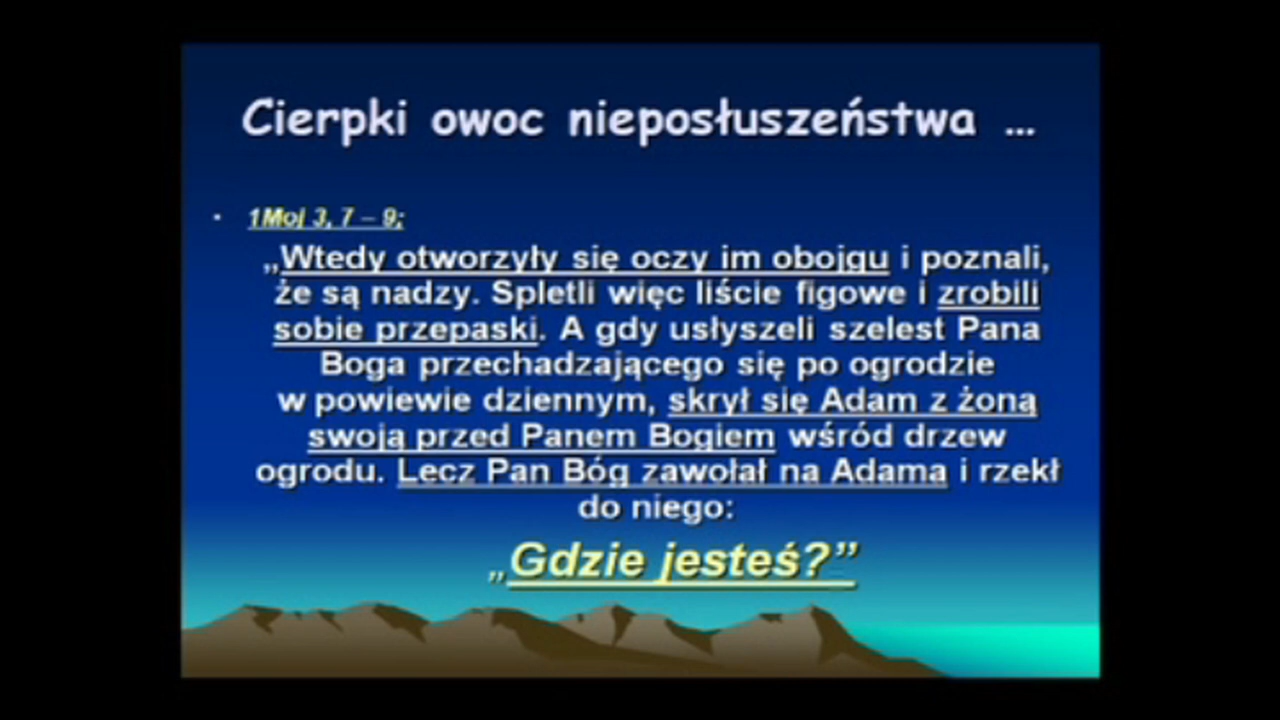 Cierpki owoc nieposłuszeństwa ...
• 1Moj 3, 7 – 9;
„Wtedy otworzyły się oczy im obojgu i poznali,
że są nadzy. Spletli więc liście figowe i zrobili
sobie przepaski. A gdy usłyszeli szelest Pana
Boga przechadzającego się po ogrodzie
w powiewie dziennym, skrył się Adam z żoną
swoją przed Panem Bogiem wśród drzew
ogrodu. Lecz Pan Bóg zawołał na Adama i rzekł
do niego:
„Gdzie jesteś?”